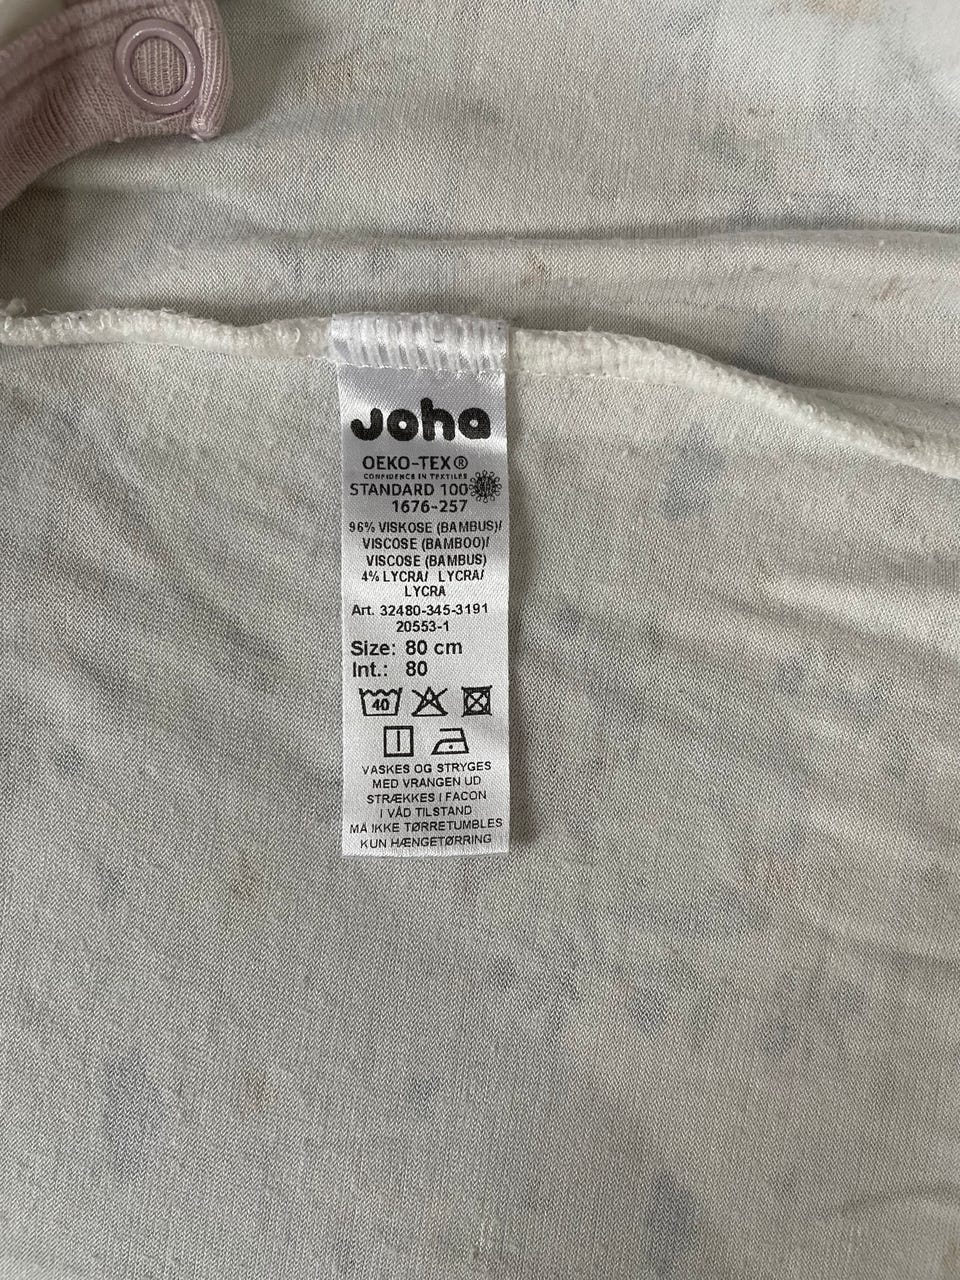 Joha
OEKO-TEX®
CONFIDENCE IN TEXTILES
STANDARD 100
1676-257
96% VISKOSE (BAMBUS)/
VISCOSE (BAMBOO)/
VISCOSE (BAMBUS)
4% LYCRA/ LYCRA/
LYCRA
Art. 32480-345-3191
20553-1
Size: 80 cm
Int.: 80
40
VASKES OG STRYGES
MED VRANGEN UD
STRÆKKES I FACON
I VÅD TILSTAND
MÅ IKKE TØRRETUMBLES
KUN HÆNGETØRRING